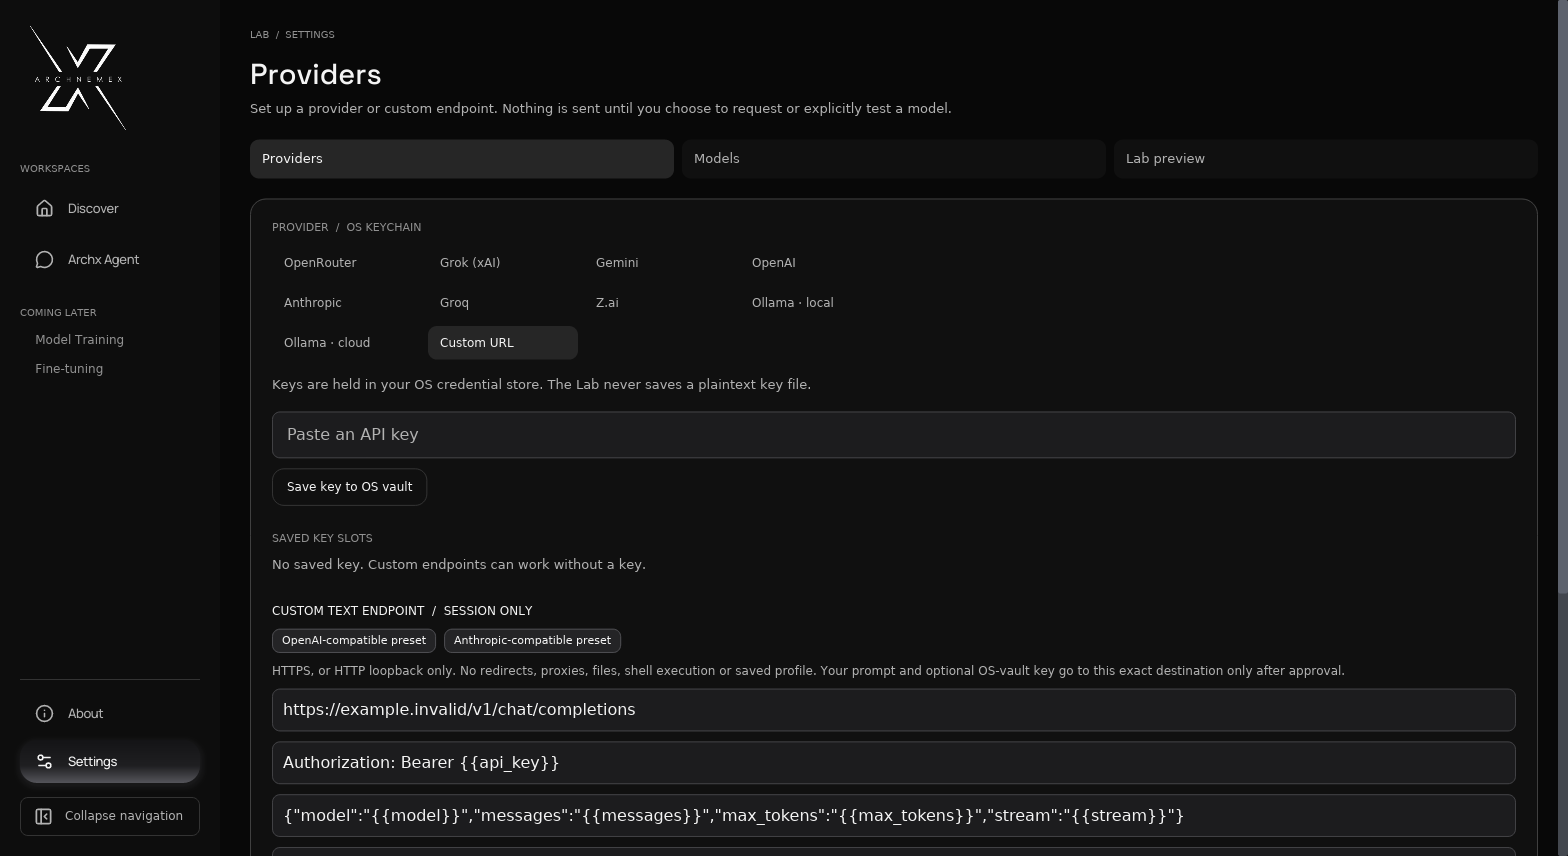 ARCHNEMEX
WORKSPACES
Discover
Archx Agent
COMING LATER
Model Training
Fine-tuning
About
Settings
Collapse navigation
LAB / SETTINGS
Providers
Set up a provider or custom endpoint. Nothing is sent until you choose to request or explicitly test a model.
Providers
Models
Lab preview
PROVIDER / OS KEYCHAIN
OpenRouter
Grok (xAI)
Gemini
OpenAI
Anthropic
Groq
Z.ai
Ollama · local
Ollama · cloud
Custom URL
Keys are held in your OS credential store. The Lab never saves a plaintext key file.
Paste an API key
Save key to OS vault
SAVED KEY SLOTS
No saved key. Custom endpoints can work without a key.
CUSTOM TEXT ENDPOINT / SESSION ONLY
OpenAI-compatible preset
Anthropic-compatible preset
HTTPS, or HTTP loopback only. No redirects, proxies, files, shell execution or saved profile. Your prompt and optional OS-vault key go to this exact destination only after approval.
https://example.invalid/v1/chat/completions
Authorization: Bearer {{api_key}}
{"model":"{{model}}","messages":"{{messages}}","max_tokens":"{{max_tokens}}","stream":"{{stream}}"}